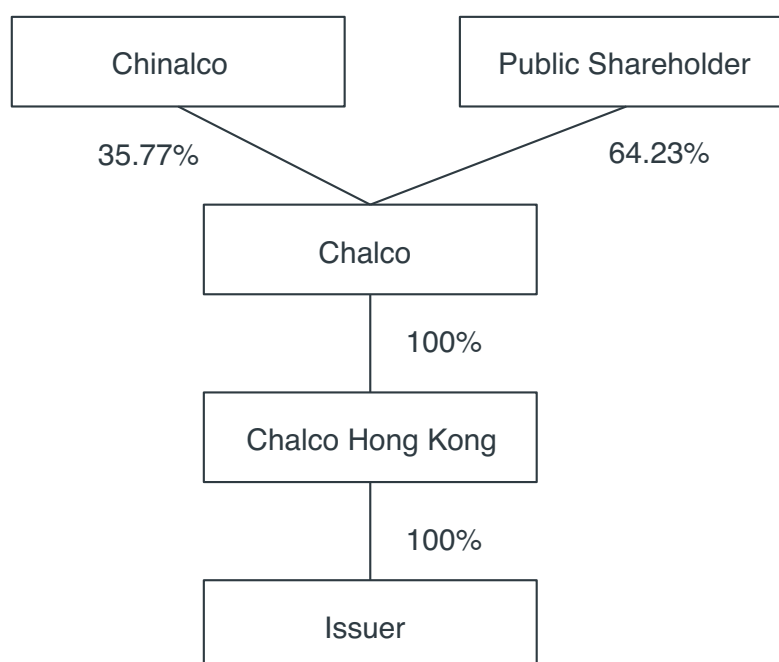 Chinalco
Public Shareholder
35.77%
64.23%
Chalco
100%
Chalco Hong Kong
100%
Issuer